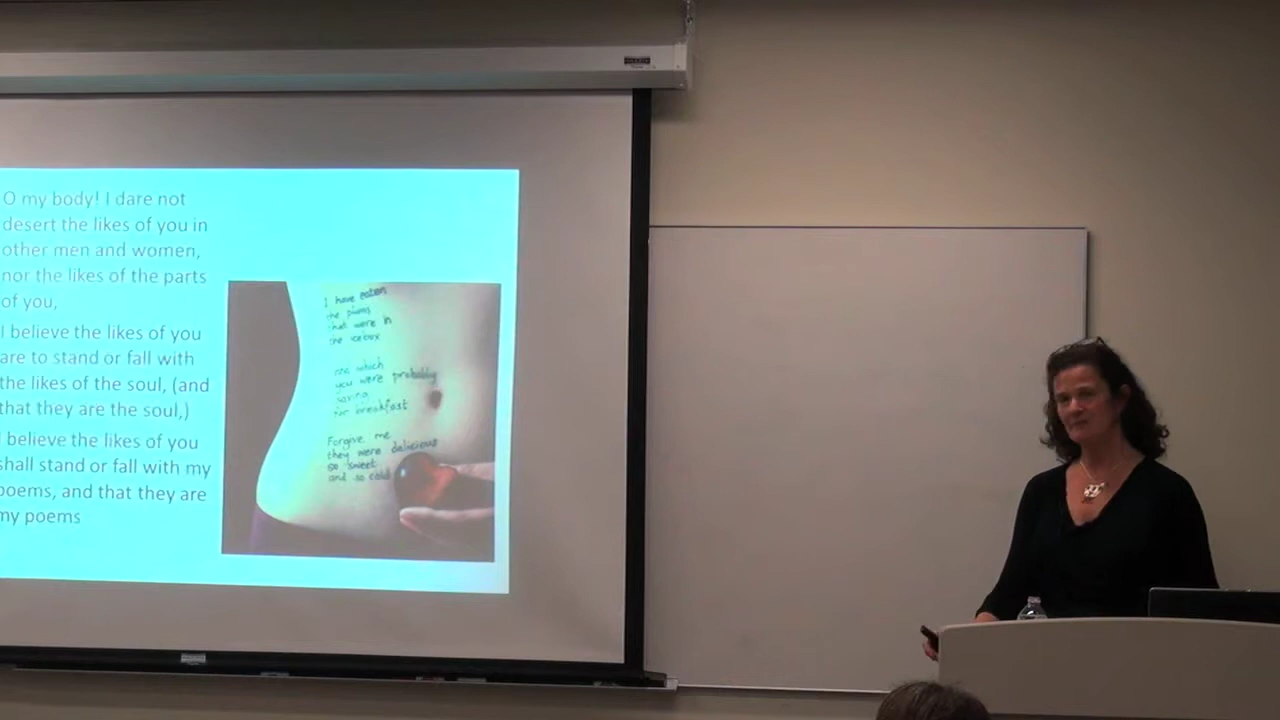 O my body! I dare not
desert the likes of you in
other men and women,
nor the likes of the parts
of you,
I believe the likes of you
are to stand or fall with
the likes of the soul, (and
that they are the soul,)
I believe the likes of you
shall stand or fall with my
poems, and that they are
my poems
I have eaten
the plums
that were in
the icebox
and which
you were probably
saving
for breakfast
Forgive me
they were delicious
so sweet
and so cold